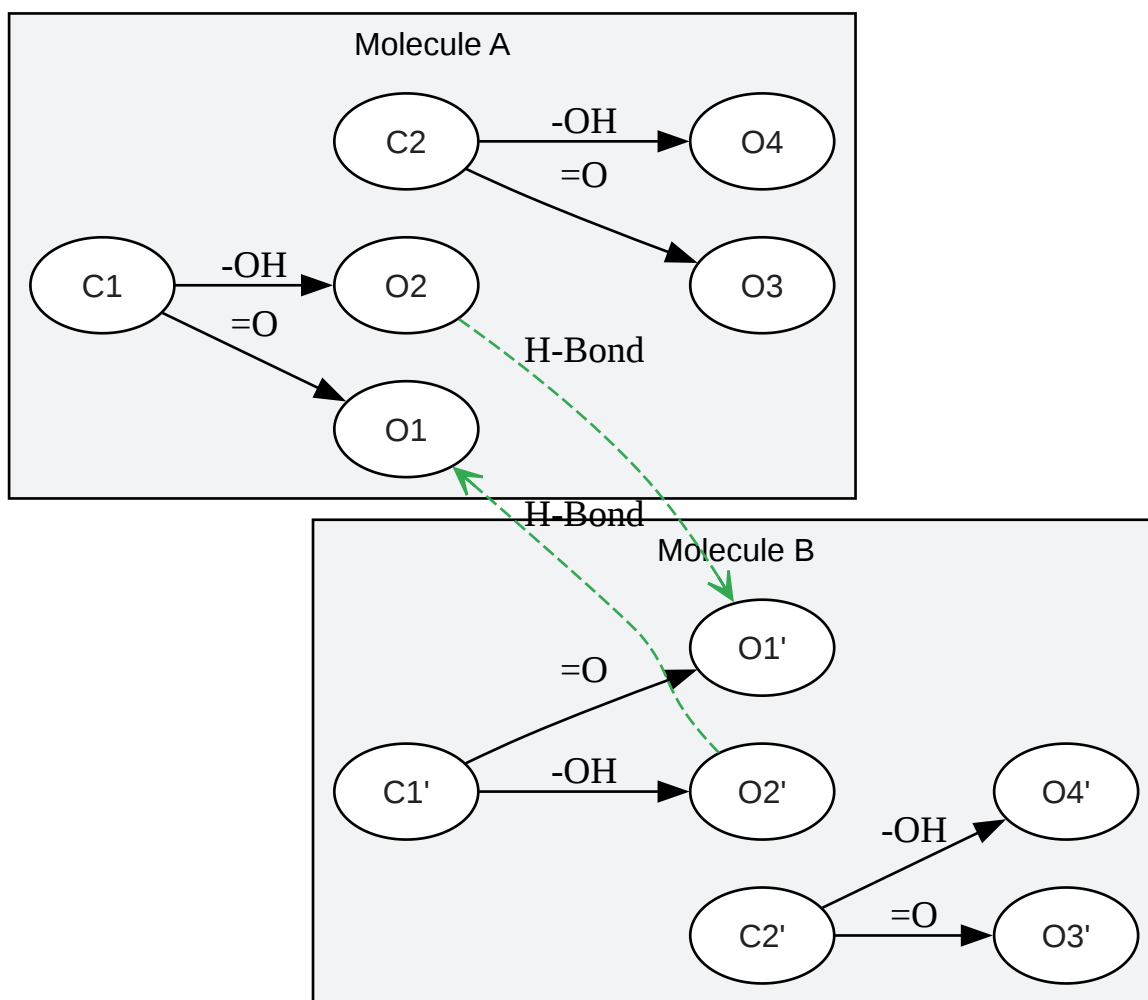 Molecule A
C2
-OH
O4
=O
C1
-OH
O2
O3
=O
H-Bond
O1
H-Bond
Molecule B
O1'
=O
C1'
-OH
O2'
O4'
-OH
C2'
=O
O3'